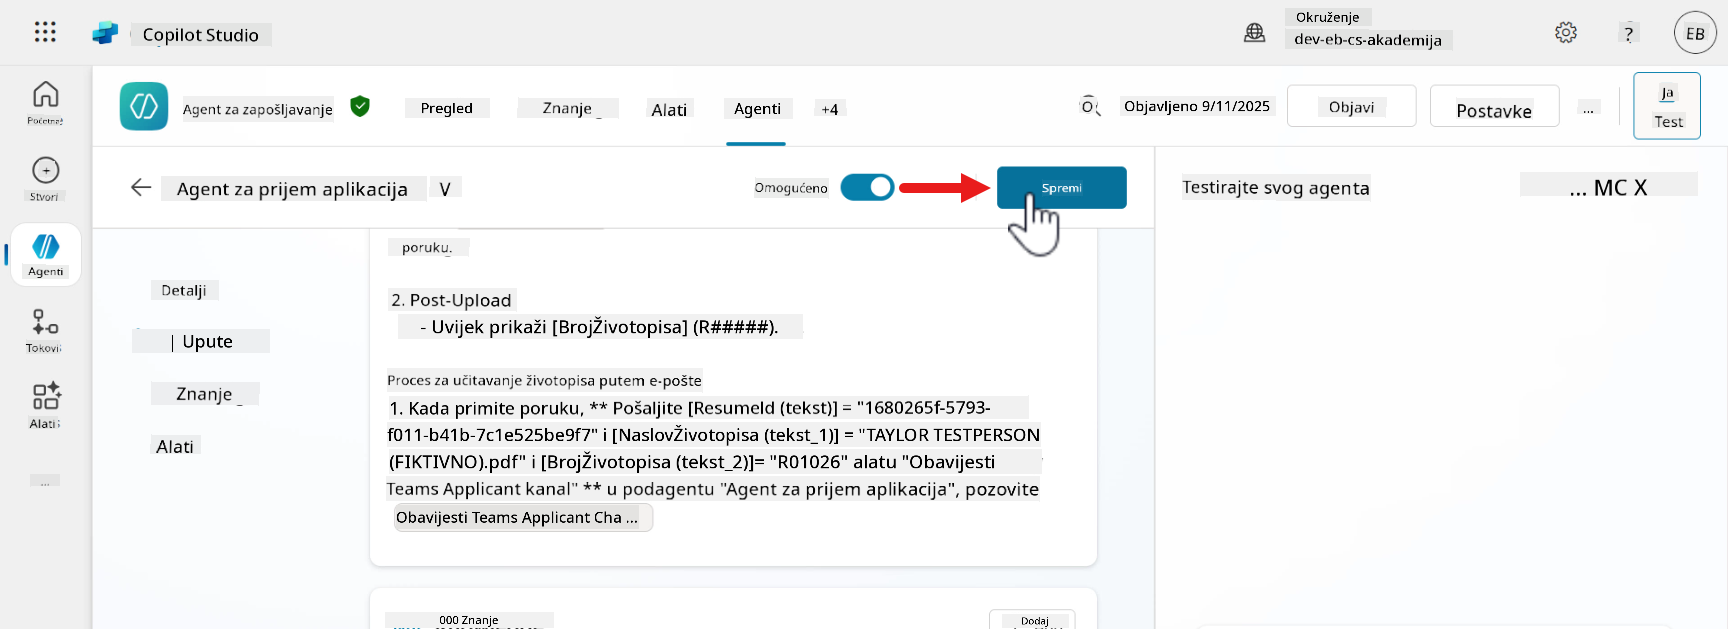 Copilot Studio
Okruženje
dev-eb-cs-akademija
?
EB
Početna
Agent za zapošljavanje
Pregled
Znanje
Alati
Agenti
+4
Objavljeno 9/11/2025
Objavi
Postavke
...
Ja
Test
Stvori
Agent za prijem aplikacija
V
Omogućeno
Spremi
Testirajte svog agenta
... MC X
Agenti
Tokovi
Alati
...
Detalji
| Upute
Znanje
Alati
poruku.
2. Post-Upload
- Uvijek prikaži [BrojŽivotopisa] (R#####).
Proces za učitavanje životopisa putem e-pošte
1. Kada primite poruku, ** Pošaljite [ResumeId (tekst)] = "1680265f-5793-
f011-b41b-7c1e525be9f7" i [NaslovŽivotopisa (tekst_1)] = "TAYLOR TESTPERSON
(FIKTIVNO).pdf" i [BrojŽivotopisa (tekst_2)]= "R01026" alatu "Obavijesti
Teams Applicant kanal" ** u podagentu "Agent za prijem aplikacija", pozovite
Obavijesti Teams Applicant Cha ...
000 Znanje
Dodaj